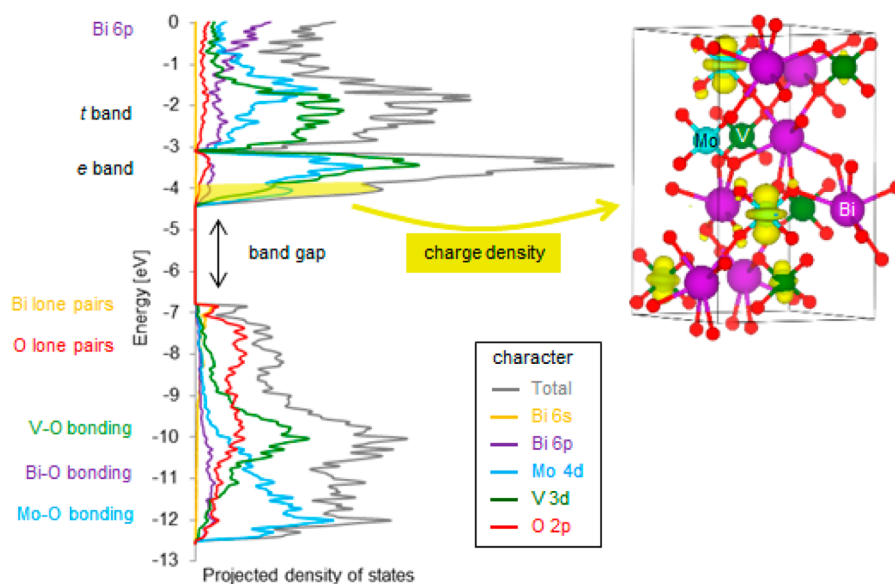 Bi 6p
t band
e band
Bi lone pairs
O lone pairs
V-O bonding
Bi-O bonding
Mo-O bonding
Energy [eV]
0
-1
-2
-3
-4
-5
-6
-7
-8
-9
-10
-11
-12
-13
Projected density of states
band gap
charge density
character
Total
Bi 6s
Bi 6p
Mo 4d
V 3d
O 2p
Mo
V
Bi